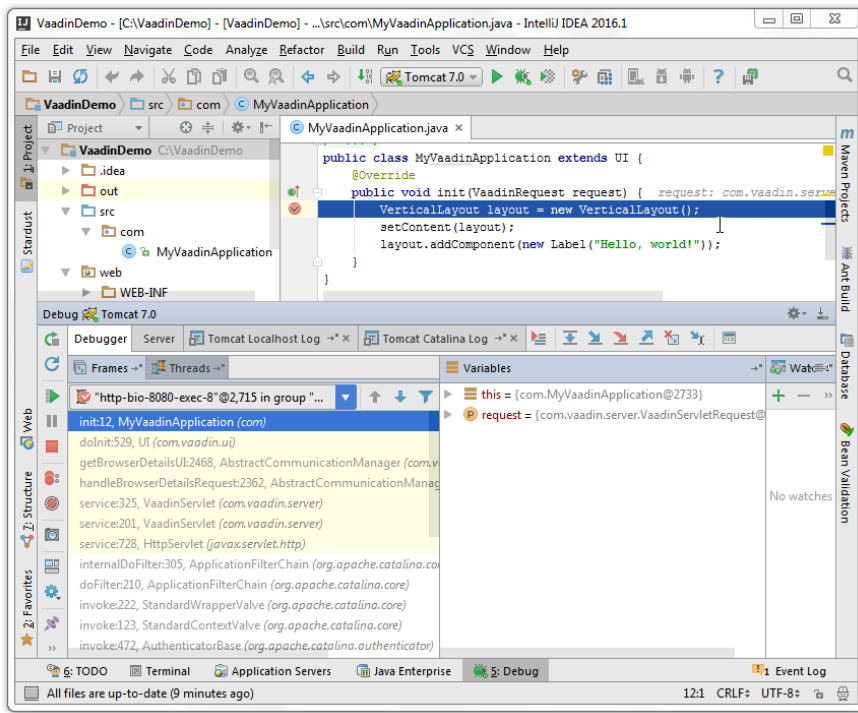 VaadinDemo - [C:\VaadinDemo] - [VaadinDemo] - ...\src\com\MyVaadinApplication.java - IntelliJ IDEA 2016.1
File Edit View Navigate Code Analyze Refactor Build Run Tools VCS Window Help
Tomcat 7.0
VaadinDemo src com MyVaadinApplication
1: Project
Stardust
Web
7: Structure
2: Favorites
Project
VaadinDemo C:\VaadinDemo
.idea
out
src
com
MyVaadinApplication
web
WEB-INF
MyVaadinApplication.java
public class MyVaadinApplication extends UI {
@Override
public void init(VaadinRequest request) { request: com.vaadin.serve
VerticalLayout layout = new VerticalLayout();
setContent(layout);
layout.addComponent(new Label("Hello, world!"));
}
}
Maven Projects
Ant Build
Database
Bean Validation
Debug Tomcat 7.0
Debugger Server Tomcat Localhost Log Tomcat Catalina Log
Frames Threads
"http-bio-8080-exec-8"@2,715 in group "...
init:12, MyVaadinApplication (com)
doInit:529, UI (com.vaadin.ui)
getBrowserDetailsUI:2468, AbstractCommunicationManager (com.v
handleBrowserDetailsRequest:2362, AbstractCommunicationManag
service:325, VaadinServlet (com.vaadin.server)
service:201, VaadinServlet (com.vaadin.server)
service:728, HttpServlet (javax.servlet.http)
internalDoFilter:305, ApplicationFilterChain (org.apache.catalina.co
doFilter:210, ApplicationFilterChain (org.apache.catalina.core)
invoke:222, StandardWrapperValve (org.apache.catalina.core)
invoke:123, StandardContextValve (org.apache.catalina.core)
invoke:472, AuthenticatorBase (org.apache.catalina.authenticator)
Variables
this = {com.MyVaadinApplication@2733}
request = {com.vaadin.server.VaadinServletRequest@
No watches
6: TODO Terminal Application Servers Java Enterprise 5: Debug 1 Event Log
All files are up-to-date (9 minutes ago) 12:1 CRLF UTF-8